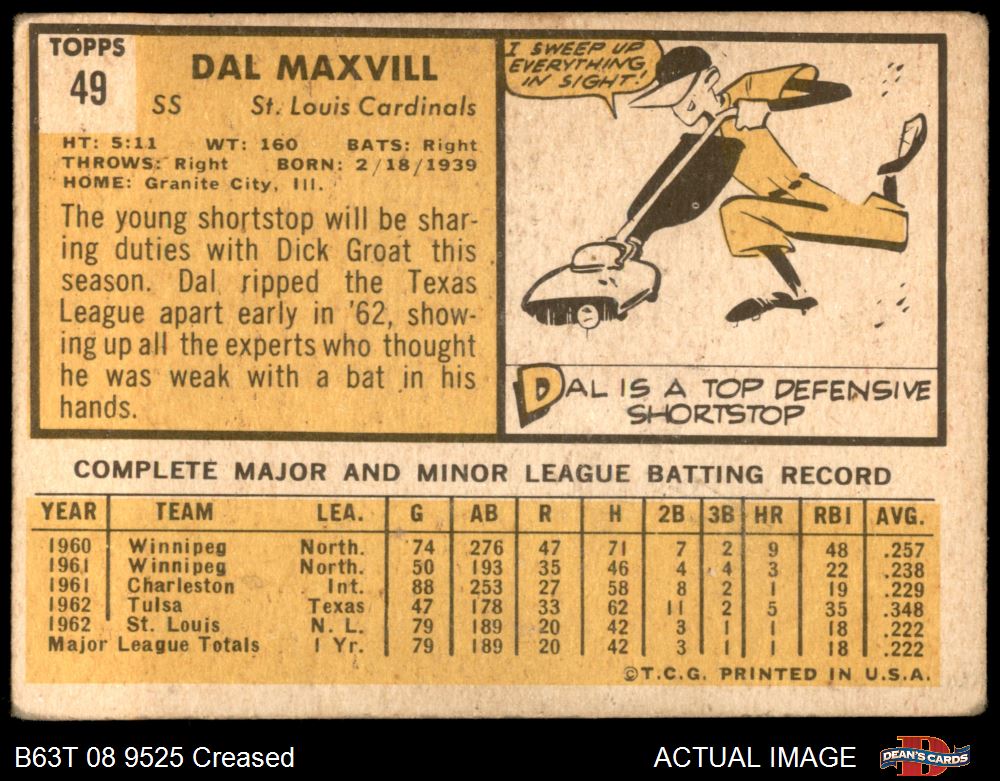 TOPPS
49
DAL MAXVILL
SS St. Louis Cardinals
HT: 5:11 WT: 160 BATS: Right
THROWS: Right BORN: 2/18/1939
HOME: Granite City, Ill.
The young shortstop will be shar-
ing duties with Dick Groat this
season. Dal ripped the Texas
League apart early in '62, show-
ing up all the experts who thought
he was weak with a bat in his
hands.
I SWEEP UP
EVERYTHING
IN SIGHT!
DAL IS A TOP DEFENSIVE
SHORTSTOP
COMPLETE MAJOR AND MINOR LEAGUE BATTING RECORD
YEAR TEAM LEA. G AB R H 2B 3B HR RBI AVG.
1960 Winnipeg North. 74 276 47 71 7 2 9 48 .257
1961 Winnipeg North. 50 193 35 46 4 4 3 22 .238
1961 Charleston Int. 88 253 27 58 8 2 1 19 .229
1962 Tulsa Texas 47 178 33 62 11 2 5 35 .348
1962 St. Louis N. L. 79 189 20 42 3 1 1 18 .222
Major League Totals 1 Yr. 79 189 20 42 3 1 1 18 .222
©T.C.G. PRINTED IN U.S.A.
B63T 08 9525 Creased ACTUAL IMAGE
DEAN'S CARDS